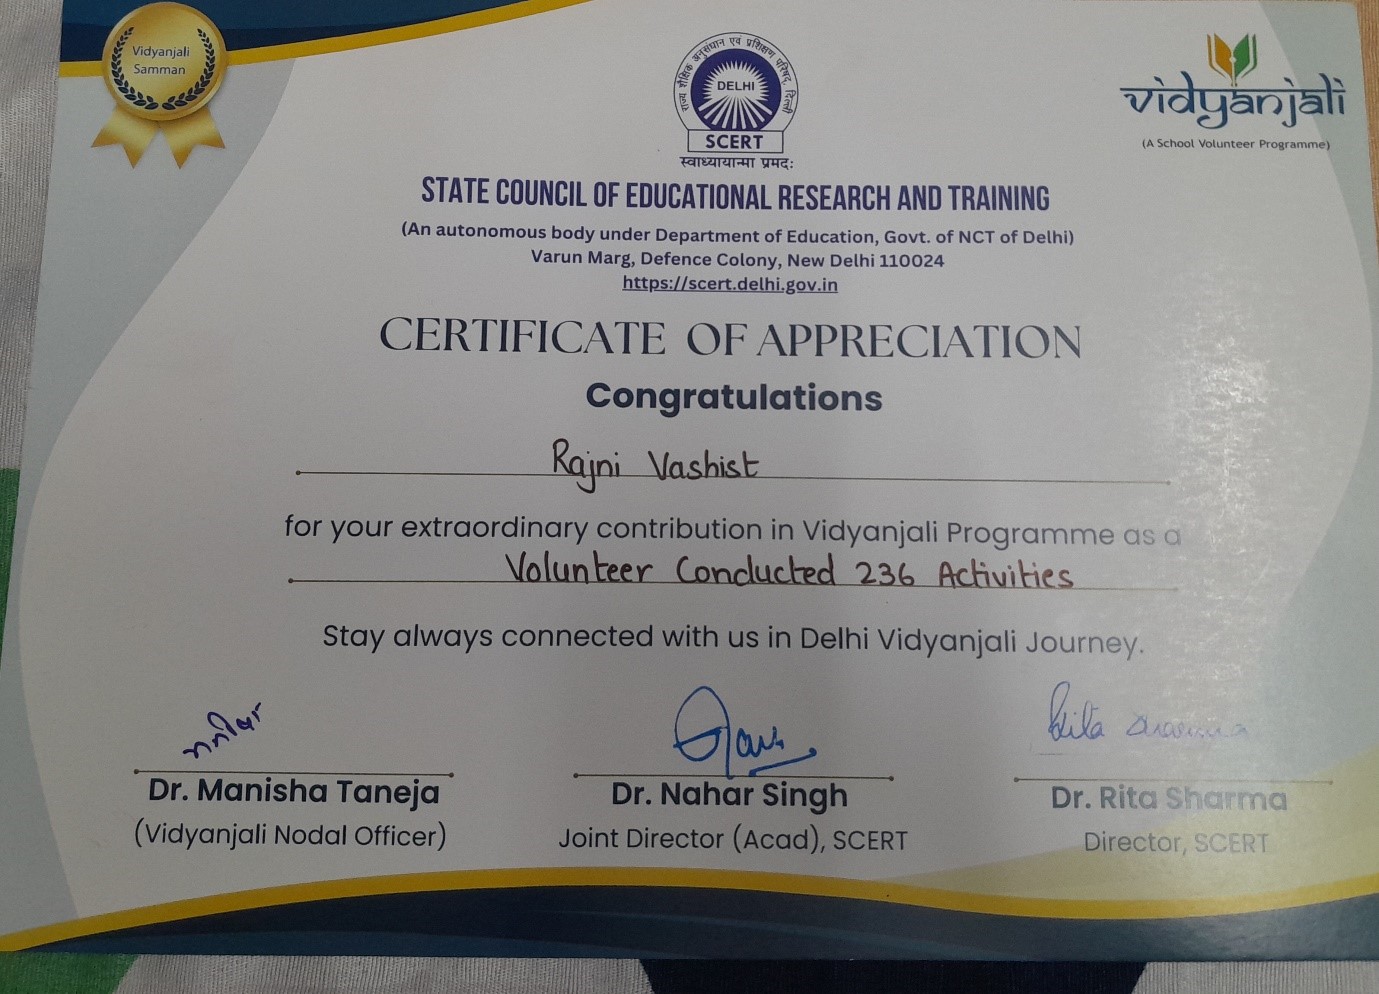 Vidyanjali
Samman
राज्य शैक्षिक अनुसंधान एवं प्रशिक्षण परिषद, दिल्ली
DELHI
SCERT
स्वाध्यायान्मा प्रमदः
vidyanjali
(A School Volunteer Programme)
STATE COUNCIL OF EDUCATIONAL RESEARCH AND TRAINING
(An autonomous body under Department of Education, Govt. of NCT of Delhi)
Varun Marg, Defence Colony, New Delhi 110024
https://scert.delhi.gov.in
CERTIFICATE OF APPRECIATION
Congratulations
Rajni Vashist
for your extraordinary contribution in Vidyanjali Programme as a
Volunteer Conducted 236 Activities
Stay always connected with us in Delhi Vidyanjali Journey.
Rita Sharma
Dr. Manisha Taneja
(Vidyanjali Nodal Officer)
Dr. Nahar Singh
Joint Director (Acad), SCERT
Dr. Rita Sharma
Director, SCERT